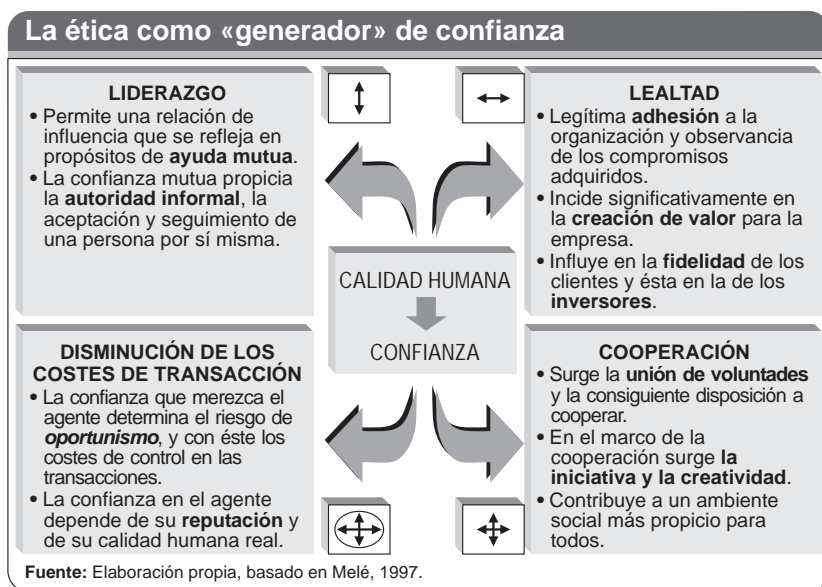 La ética como «generador» de confianza
LIDERAZGO
• Permite una relación de
influencia que se refleja en
propósitos de ayuda mutua.
• La confianza mutua propicia
la autoridad informal, la
aceptación y seguimiento de
una persona por sí misma.
LEALTAD
• Legítima adhesión a la
organización y observancia
de los compromisos
adquiridos.
• Incide significativamente en
la creación de valor para la
empresa.
• Influye en la fidelidad de los
clientes y ésta en la de los
inversores.
CALIDAD HUMANA
CONFIANZA
DISMINUCIÓN DE LOS
COSTES DE TRANSACCIÓN
• La confianza que merezca el
agente determina el riesgo de
oportunismo, y con éste los
costes de control en las
transacciones.
• La confianza en el agente
depende de su reputación y
de su calidad humana real.
COOPERACIÓN
• Surge la unión de voluntades
y la consiguiente disposición a
cooperar.
• En el marco de la
cooperación surge la
iniciativa y la creatividad.
• Contribuye a un ambiente
social más propicio para
todos.
Fuente: Elaboración propia, basado en Melé, 1997.